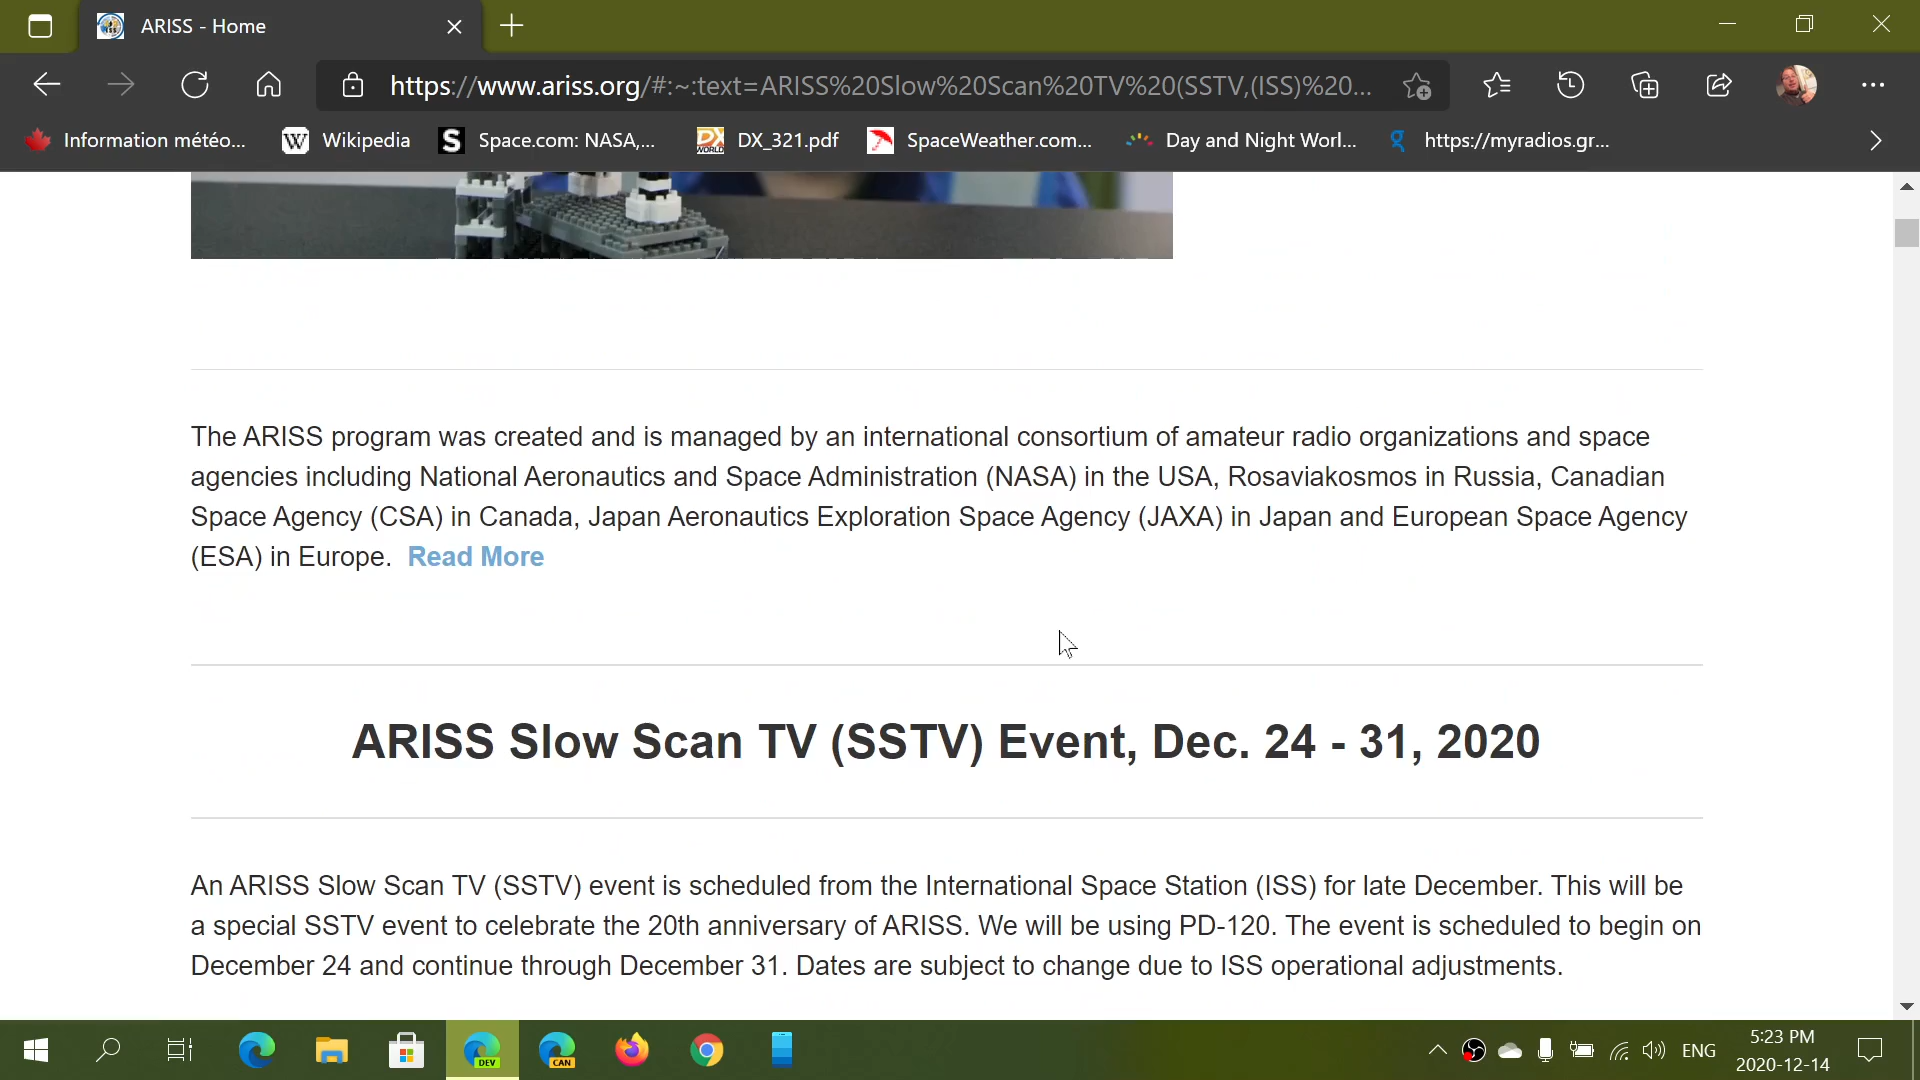 ARISS - Home
https://www.ariss.org/#:~:text=ARISS%20Slow%20Scan%20TV%20(SSTV,(ISS)%20...
Information météo...
W Wikipedia
S Space.com: NASA,...
DX WORLD DX_321.pdf
SpaceWeather.com...
Day and Night Worl...
g https://myradios.gr...
The ARISS program was created and is managed by an international consortium of amateur radio organizations and space
agencies including National Aeronautics and Space Administration (NASA) in the USA, Rosaviakosmos in Russia, Canadian
Space Agency (CSA) in Canada, Japan Aeronautics Exploration Space Agency (JAXA) in Japan and European Space Agency
(ESA) in Europe. Read More
ARISS Slow Scan TV (SSTV) Event, Dec. 24 - 31, 2020
An ARISS Slow Scan TV (SSTV) event is scheduled from the International Space Station (ISS) for late December. This will be
a special SSTV event to celebrate the 20th anniversary of ARISS. We will be using PD-120. The event is scheduled to begin on
December 24 and continue through December 31. Dates are subject to change due to ISS operational adjustments.
DEV
CAN
ENG
5:23 PM
2020-12-14